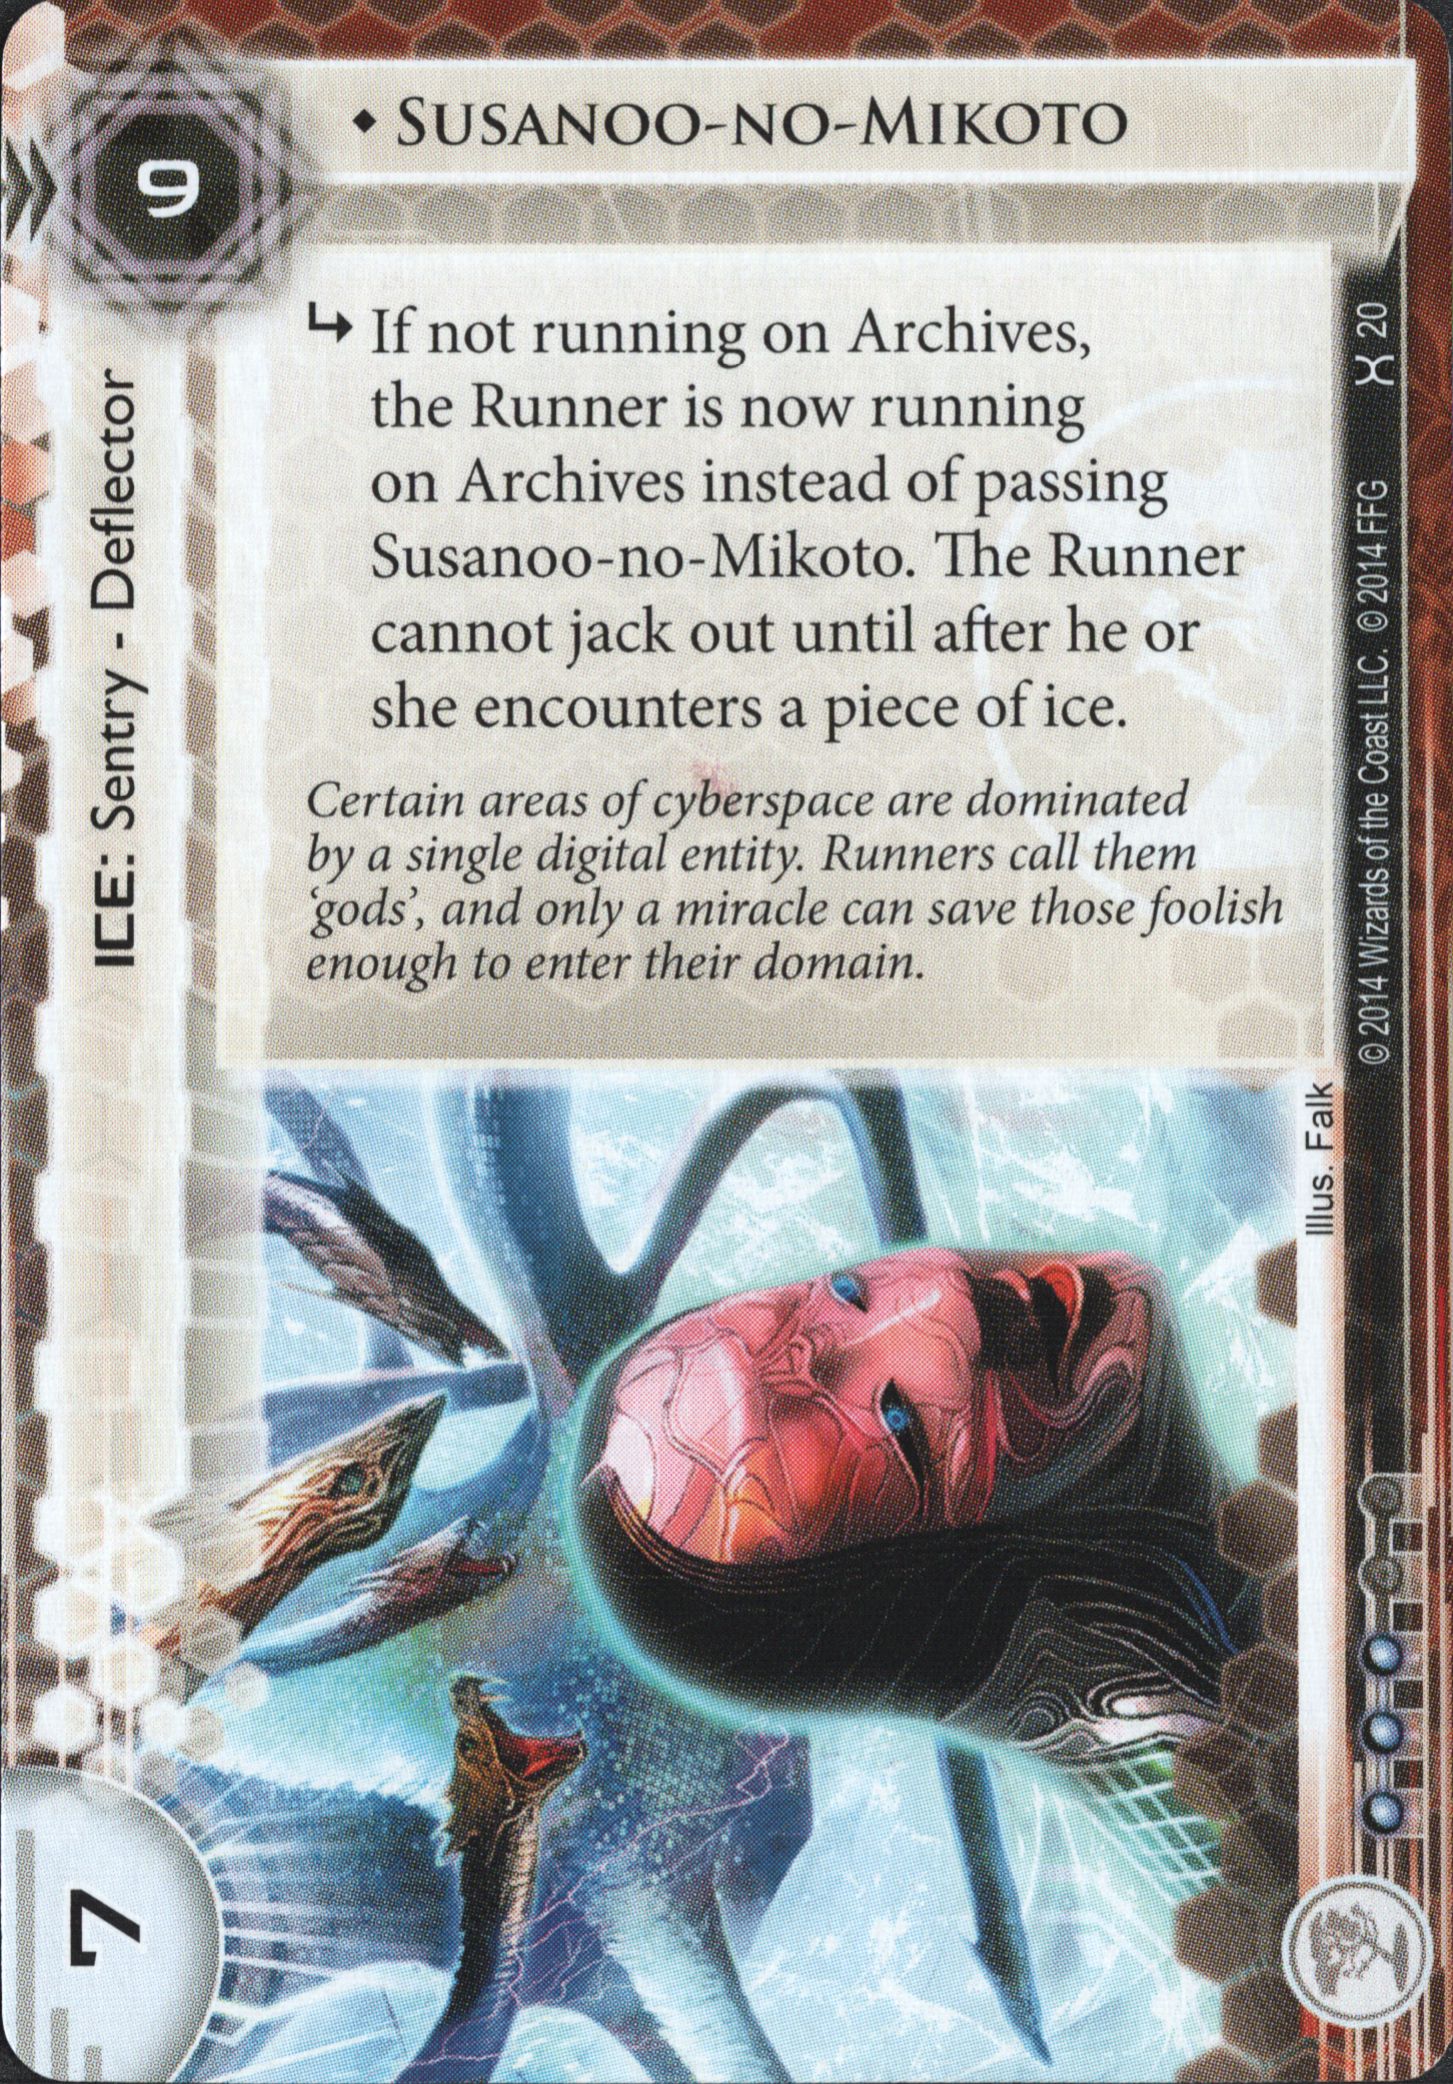 9
◆ SUSANOO-NO-MIKOTO
ICE: Sentry - Deflector
↳ If not running on Archives,
the Runner is now running
on Archives instead of passing
Susanoo-no-Mikoto. The Runner
cannot jack out until after he or
she encounters a piece of ice.
Certain areas of cyberspace are dominated
by a single digital entity. Runners call them
‘gods’, and only a miracle can save those foolish
enough to enter their domain.
7
Illus. Falk
© 2014 Wizards of the Coast LLC. © 2014 FFG
20